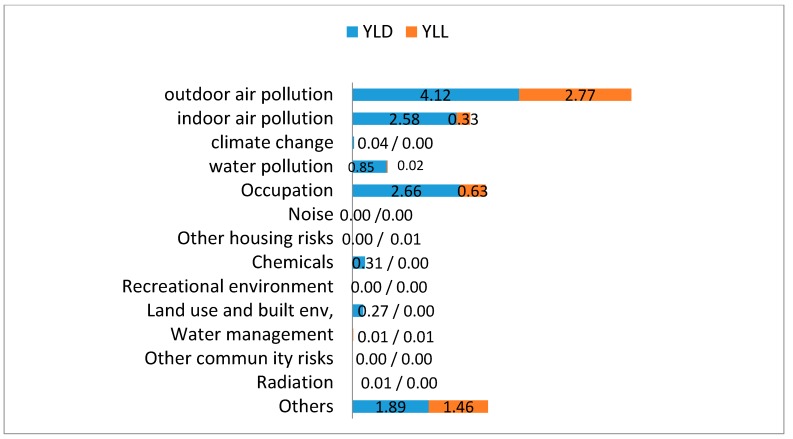 YLD YLL
outdoor air pollution 4.12 2.77
indoor air pollution 2.58 0.33
climate change 0.04 / 0.00
water pollution 0.85 0.02
Occupation 2.66 0.63
Noise 0.00 /0.00
Other housing risks 0.00 / 0.01
Chemicals 0.31 / 0.00
Recreational environment 0.00 / 0.00
Land use and built env, 0.27 / 0.00
Water management 0.01 / 0.01
Other commun ity risks 0.00 / 0.00
Radiation 0.01 / 0.00
Others 1.89 1.46